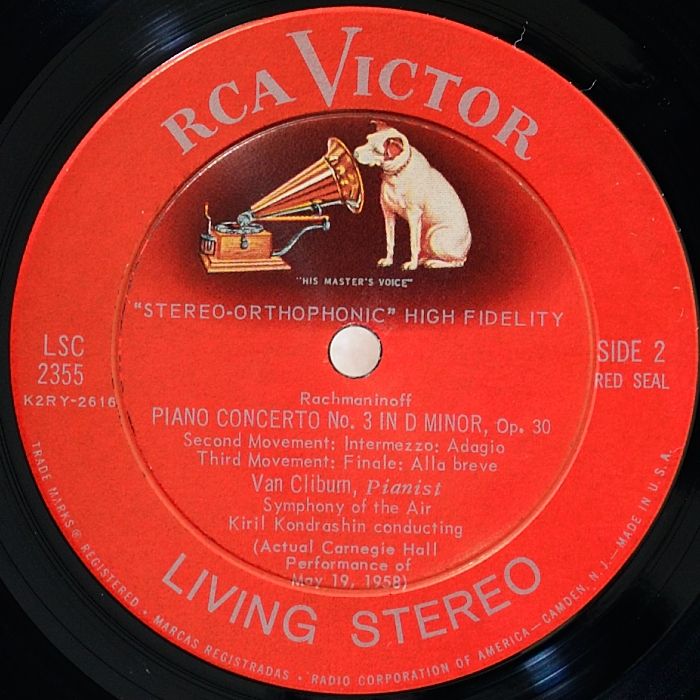 RCA VICTOR
"HIS MASTER'S VOICE"
"STEREO-ORTHOPHONIC" HIGH FIDELITY
LSC
2355
K2RY-2616
SIDE 2
RED SEAL
Rachmaninoff
PIANO CONCERTO No. 3 IN D MINOR, Op. 30
Second Movement: Intermezzo: Adagio
Third Movement: Finale: Alla breve
Van Cliburn, Pianist
Symphony of the Air
Kiril Kondrashin conducting
(Actual Carnegie Hall
Performance of
May 19, 1958)
LIVING STEREO
TRADE MARKS ® REGISTERED • MARCAS REGISTRADAS • RADIO CORPORATION OF AMERICA—CAMDEN, N.J.—MADE IN U.S.A.